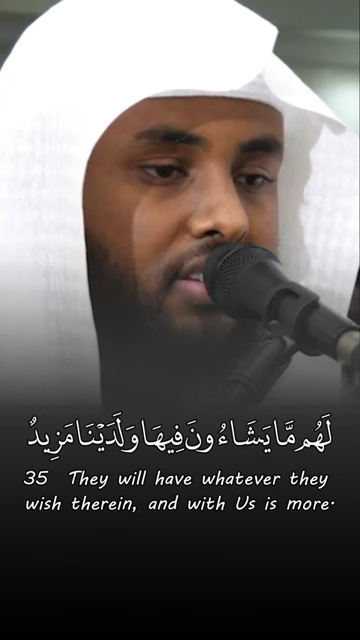 لَهُم مَّا يَشَاءُونَ فِيهَا وَلَدَيْنَا مَزِيدٌ
35 They will have whatever they
wish therein, and with Us is more.